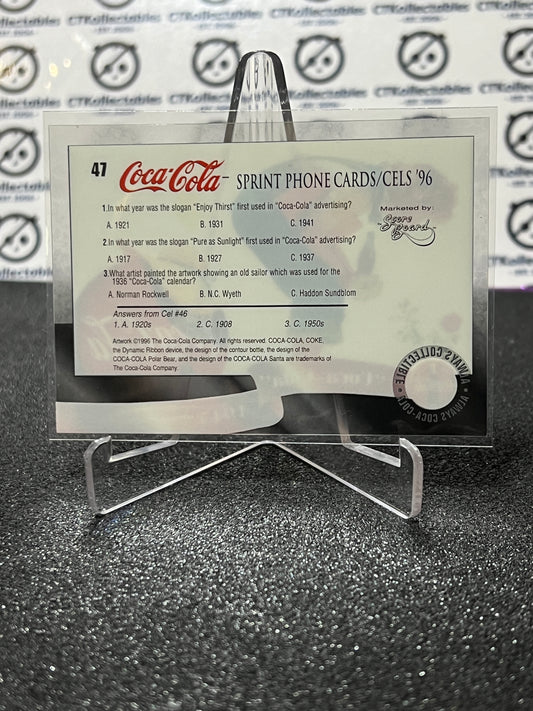 CTKollectables
CTKollectables
CTKollectables
47 Coca-Cola SPRINT PHONE CARDS/CELS '96
1.In what year was the slogan "Enjoy Thirst" first used in "Coca-Cola" advertising?
A. 1921 B. 1931 C. 1941
2.In what year was the slogan "Pure as Sunlight" first used in "Coca-Cola" advertising?
A. 1917 B. 1927 C. 1937
3.What artist painted the artwork showing an old sailor which was used for the
1936 "Coca-Cola" calendar?
A. Norman Rockwell B. N.C. Wyeth C. Haddon Sundblom
Marketed by:
Score Board
Answers from Cel #46
1. A. 1920s 2. C. 1908 3. C. 1950s
Artwork ©1996 The Coca-Cola Company. All rights reserved. COCA-COLA, COKE,
the Dynamic Ribbon device, the design of the contour bottle, the design of the
COCA-COLA Polar Bear, and the design of the COCA-COLA Santa are trademarks of
The Coca-Cola Company.
ALWAYS COLLECTIBLE • ALWAYS COCA-COLA